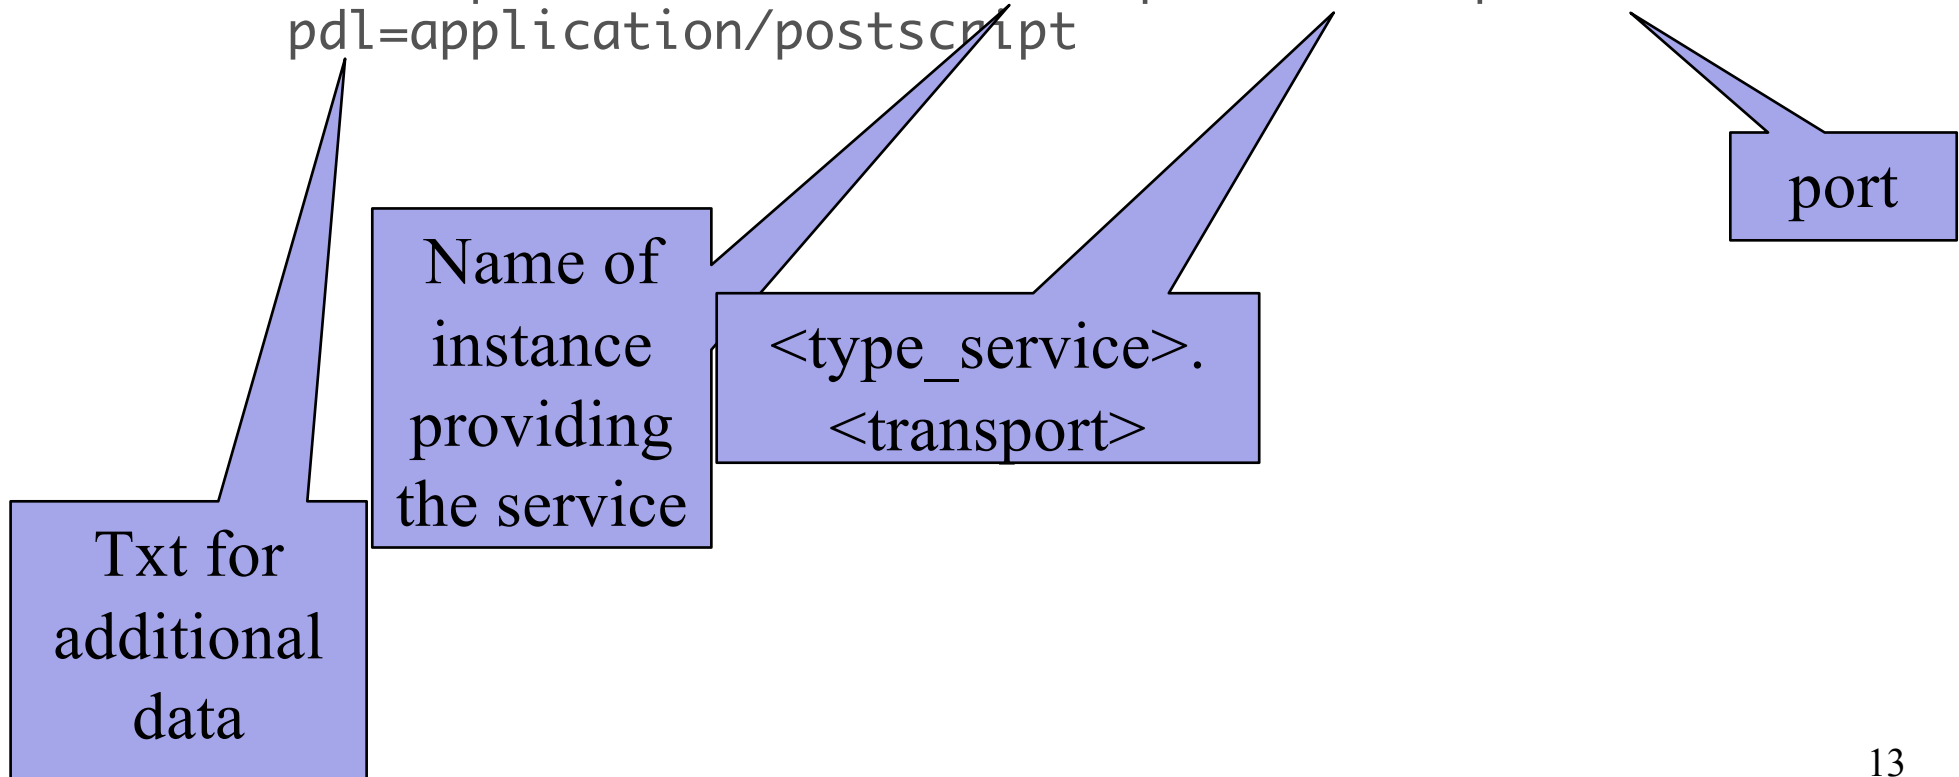 pdl=application/postscript
port
Name of
instance
providing
the service
<type_service>.
<transport>
Txt for
additional
data
13